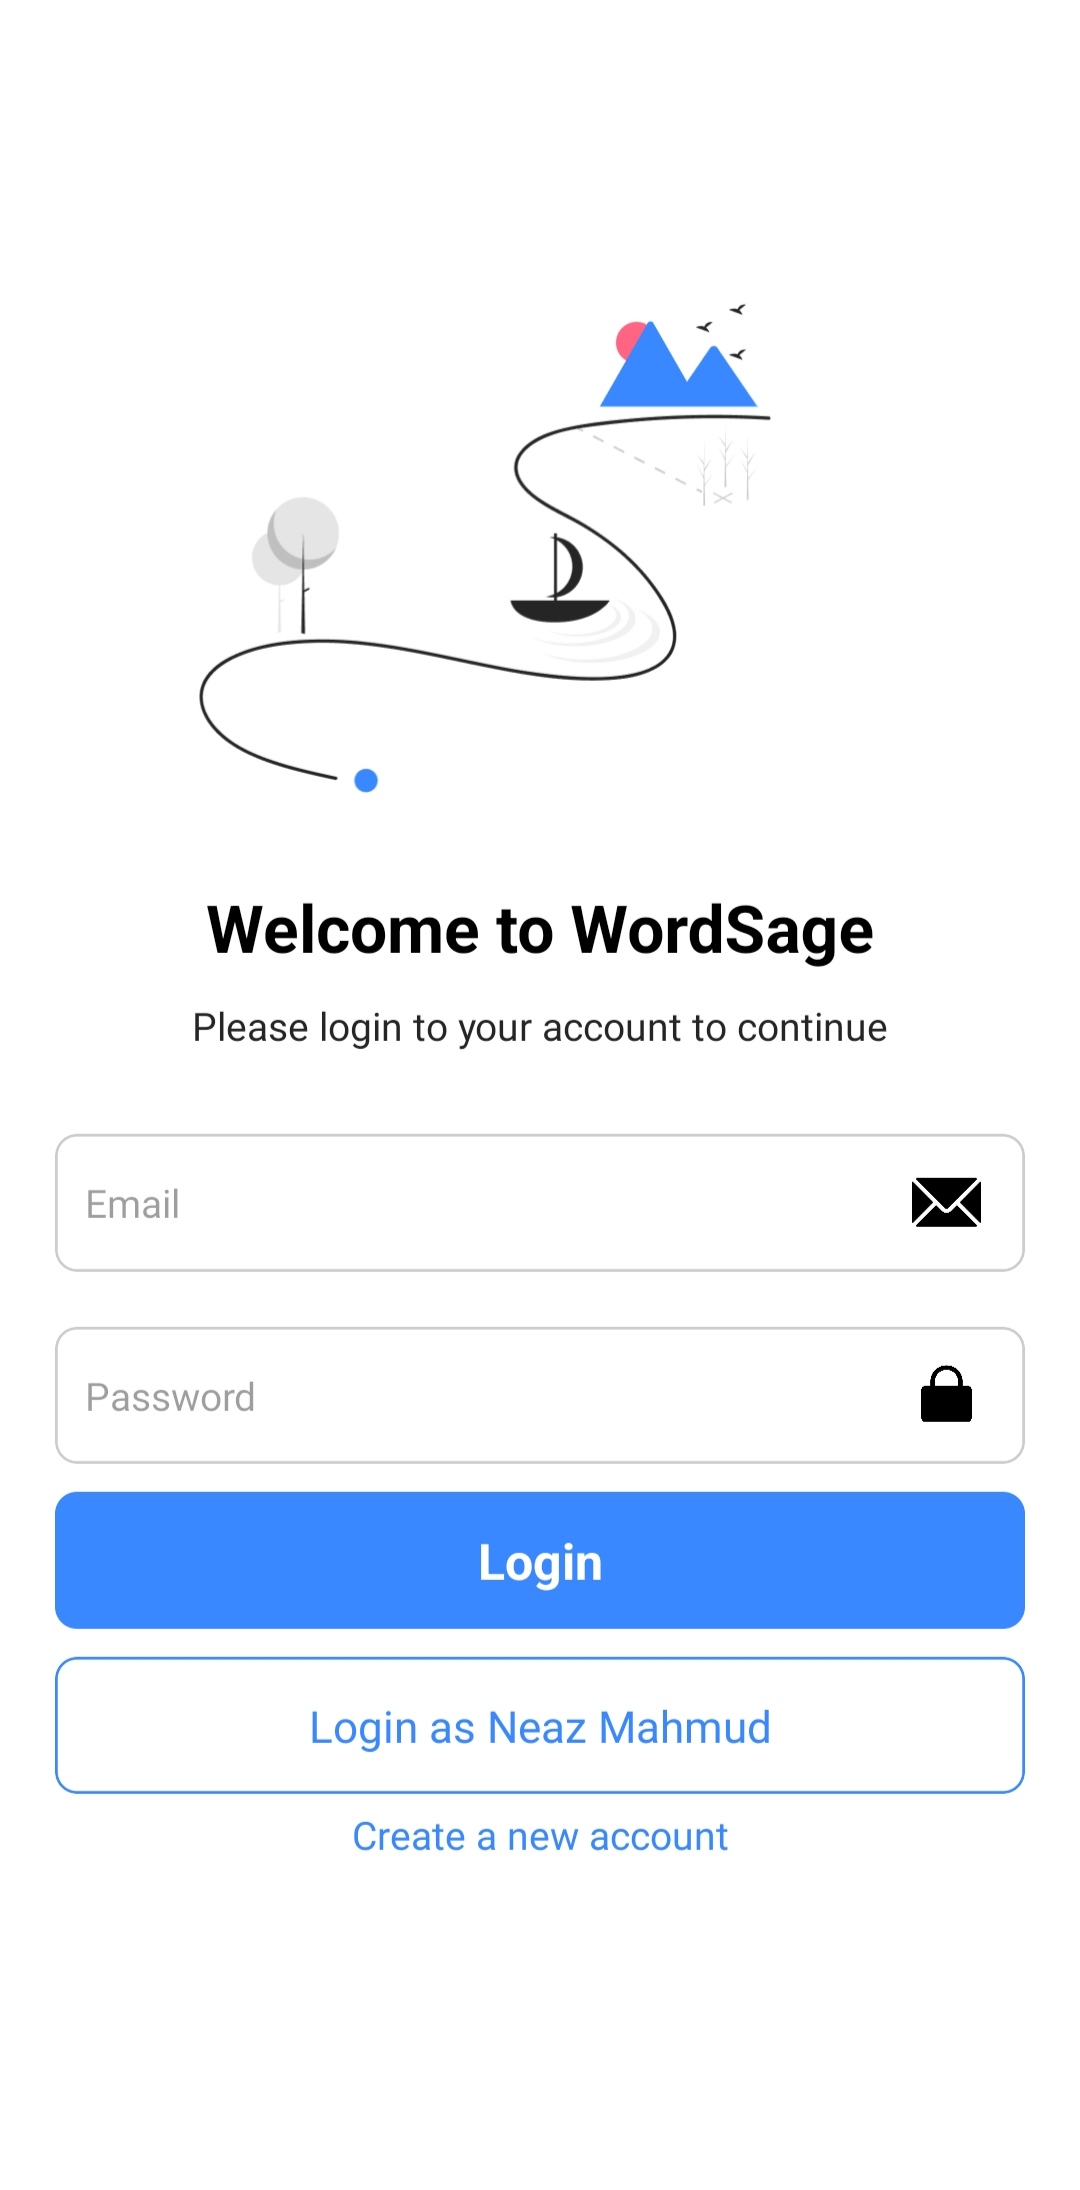 Welcome to WordSage
Please login to your account to continue
Email
Password
Login
Login as Neaz Mahmud
Create a new account